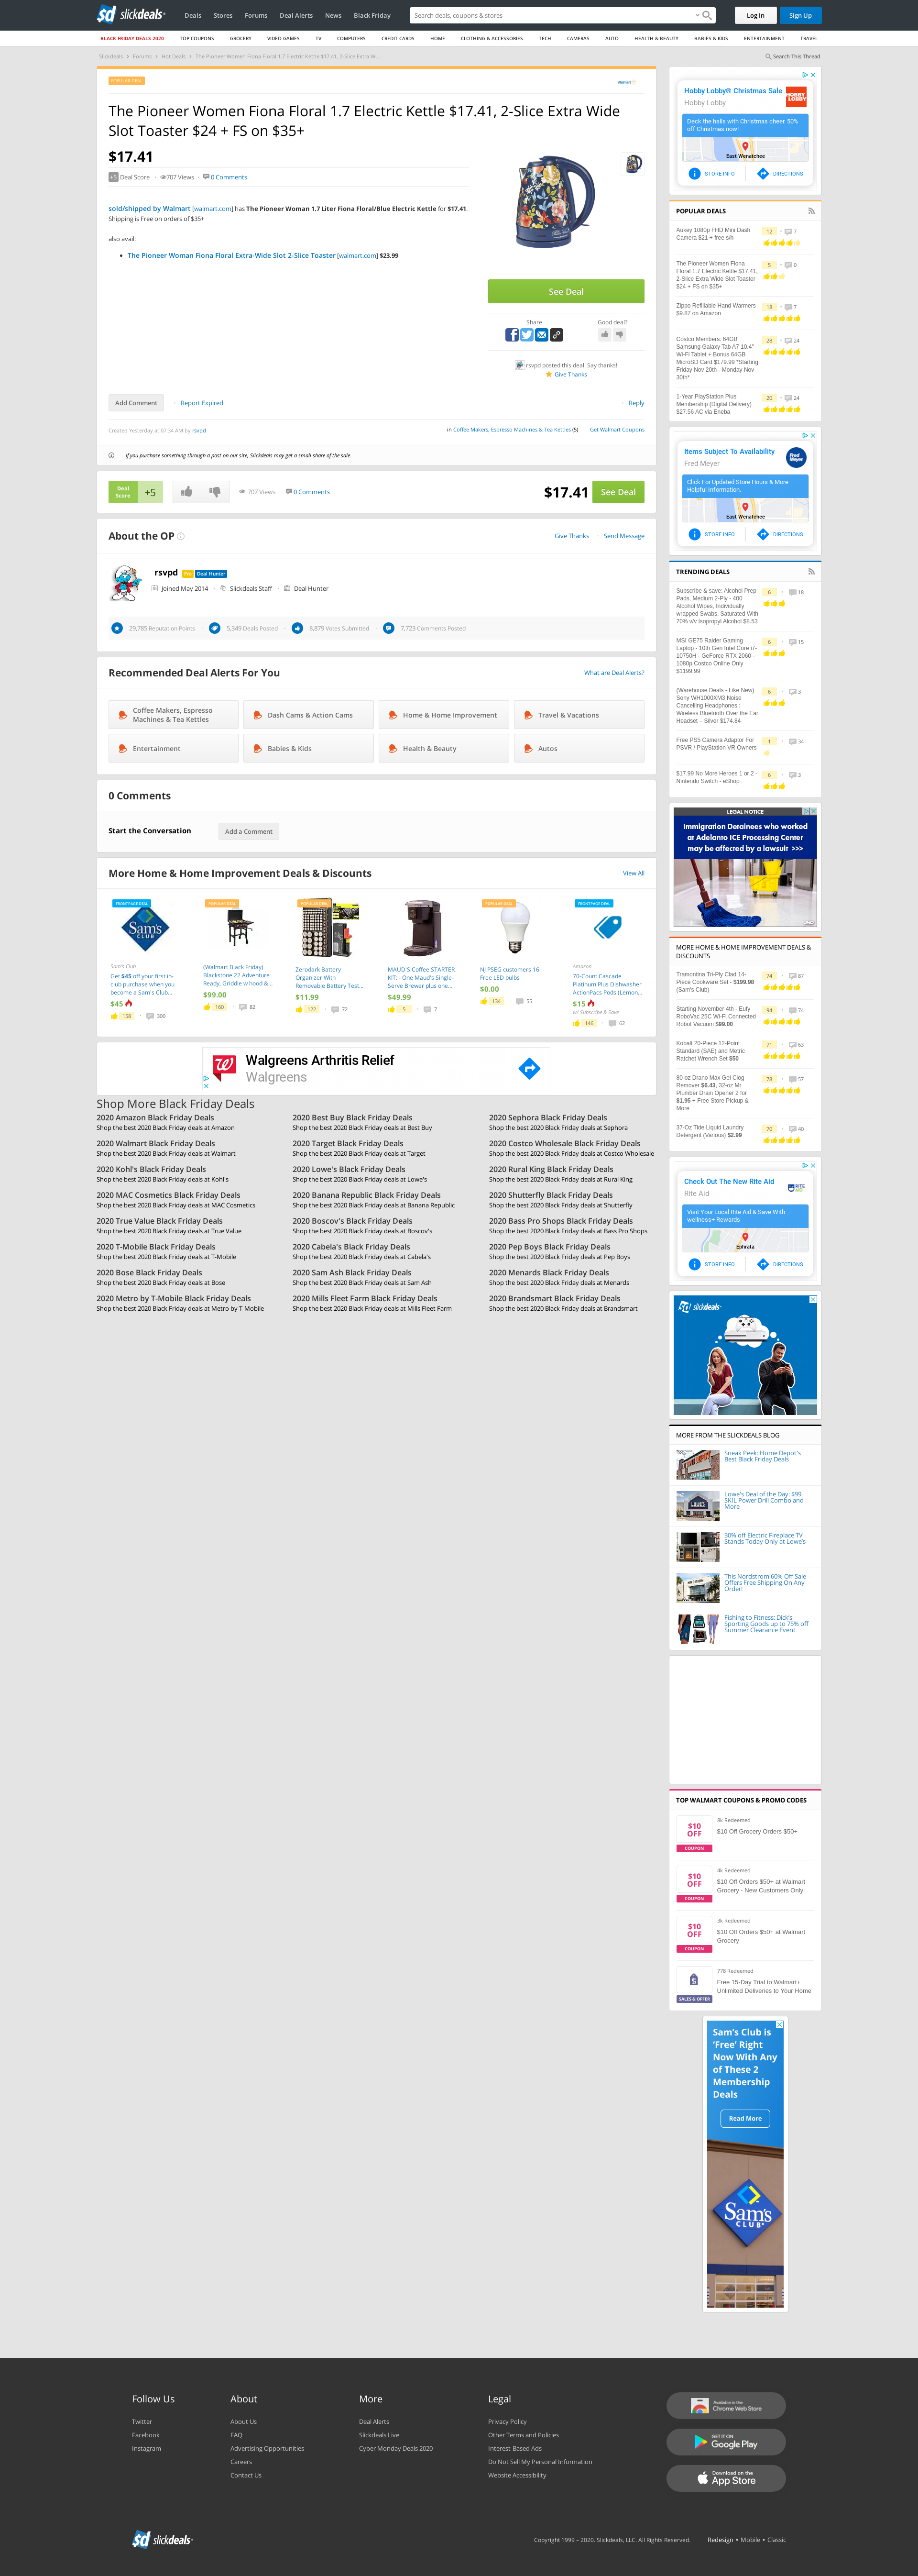 slickdeals
Deals
Stores
Forums
Deal Alerts
News
Black Friday
Search deals, coupons & stores
Log In
Sign Up
BLACK FRIDAY DEALS 2020
TOP COUPONS
GROCERY
VIDEO GAMES
TV
COMPUTERS
CREDIT CARDS
HOME
CLOTHING & ACCESSORIES
TECH
CAMERAS
AUTO
HEALTH & BEAUTY
BABIES & KIDS
ENTERTAINMENT
TRAVEL
Slickdeals > Forums > Hot Deals > The Pioneer Women Fiona Floral 1.7 Electric Kettle $17.41, 2-Slice Extra Wi...
Search This Thread
POPULAR DEAL
Walmart
The Pioneer Women Fiona Floral 1.7 Electric Kettle $17.41, 2-Slice Extra Wide
Slot Toaster $24 + FS on $35+
$17.41
+5 Deal Score
707 Views
0 Comments
sold/shipped by Walmart [walmart.com] has The Pioneer Woman 1.7 Liter Fiona Floral/Blue Electric Kettle for $17.41.
Shipping is Free on orders of $35+
also avail:
• The Pioneer Woman Fiona Floral Extra-Wide Slot 2-Slice Toaster [walmart.com] $23.99
See Deal
Share
Good deal?
rsvpd posted this deal. Say thanks!
Give Thanks
Add Comment
Report Expired
Reply
Created Yesterday at 07:34 AM by rsvpd
in Coffee Makers, Espresso Machines & Tea Kettles (5)
Get Walmart Coupons
If you purchase something through a post on our site, Slickdeals may get a small share of the sale.
Deal
Score
+5
707 Views
0 Comments
$17.41
See Deal
About the OP
Give Thanks
Send Message
rsvpd
Pro
Deal Hunter
Joined May 2014
Slickdeals Staff
Deal Hunter
29,785 Reputation Points
5,349 Deals Posted
8,879 Votes Submitted
7,723 Comments Posted
Recommended Deal Alerts For You
What are Deal Alerts?
Coffee Makers, Espresso
Machines & Tea Kettles
Dash Cams & Action Cams
Home & Home Improvement
Travel & Vacations
Entertainment
Babies & Kids
Health & Beauty
Autos
0 Comments
Start the Conversation
Add a Comment
More Home & Home Improvement Deals & Discounts
View All
FRONTPAGE DEAL
Sam's
CLUB
Sam's Club
Get $45 off your first in-
club purchase when you
become a Sam's Club...
$45
158
300
POPULAR DEAL
(Walmart Black Friday)
Blackstone 22 Adventure
Ready, Griddle w hood &...
$99.00
160
82
POPULAR DEAL
Zerodark Battery
Organizer With
Removable Battery Test...
$11.99
122
72
MAUD'S Coffee STARTER
KIT: - One Maud's Single-
Serve Brewer plus one...
$49.99
5
7
POPULAR DEAL
NJ PSEG customers 16
Free LED bulbs
$0.00
134
55
FRONTPAGE DEAL
Amazon
70-Count Cascade
Platinum Plus Dishwasher
ActionPacs Pods (Lemon...
$15
w/ Subscribe & Save
146
62
Walgreens Arthritis Relief
Walgreens
Shop More Black Friday Deals
2020 Amazon Black Friday Deals
Shop the best 2020 Black Friday deals at Amazon
2020 Best Buy Black Friday Deals
Shop the best 2020 Black Friday deals at Best Buy
2020 Sephora Black Friday Deals
Shop the best 2020 Black Friday deals at Sephora
2020 Walmart Black Friday Deals
Shop the best 2020 Black Friday deals at Walmart
2020 Target Black Friday Deals
Shop the best 2020 Black Friday deals at Target
2020 Costco Wholesale Black Friday Deals
Shop the best 2020 Black Friday deals at Costco Wholesale
2020 Kohl's Black Friday Deals
Shop the best 2020 Black Friday deals at Kohl's
2020 Lowe's Black Friday Deals
Shop the best 2020 Black Friday deals at Lowe's
2020 Rural King Black Friday Deals
Shop the best 2020 Black Friday deals at Rural King
2020 MAC Cosmetics Black Friday Deals
Shop the best 2020 Black Friday deals at MAC Cosmetics
2020 Banana Republic Black Friday Deals
Shop the best 2020 Black Friday deals at Banana Republic
2020 Shutterfly Black Friday Deals
Shop the best 2020 Black Friday deals at Shutterfly
2020 True Value Black Friday Deals
Shop the best 2020 Black Friday deals at True Value
2020 Boscov's Black Friday Deals
Shop the best 2020 Black Friday deals at Boscov's
2020 Bass Pro Shops Black Friday Deals
Shop the best 2020 Black Friday deals at Bass Pro Shops
2020 T-Mobile Black Friday Deals
Shop the best 2020 Black Friday deals at T-Mobile
2020 Cabela's Black Friday Deals
Shop the best 2020 Black Friday deals at Cabela's
2020 Pep Boys Black Friday Deals
Shop the best 2020 Black Friday deals at Pep Boys
2020 Bose Black Friday Deals
Shop the best 2020 Black Friday deals at Bose
2020 Sam Ash Black Friday Deals
Shop the best 2020 Black Friday deals at Sam Ash
2020 Menards Black Friday Deals
Shop the best 2020 Black Friday deals at Menards
2020 Metro by T-Mobile Black Friday Deals
Shop the best 2020 Black Friday deals at Metro by T-Mobile
2020 Mills Fleet Farm Black Friday Deals
Shop the best 2020 Black Friday deals at Mills Fleet Farm
2020 Brandsmart Black Friday Deals
Shop the best 2020 Black Friday deals at Brandsmart
Hobby Lobby® Christmas Sale
Hobby Lobby
HOBBY
LOBBY
Deck the halls with Christmas cheer. 50%
off Christmas now!
East Wenatchee
STORE INFO
DIRECTIONS
POPULAR DEALS
Aukey 1080p FHD Mini Dash
Camera $21 + free s/h
12
7
The Pioneer Women Fiona
Floral 1.7 Electric Kettle $17.41,
2-Slice Extra Wide Slot Toaster
$24 + FS on $35+
5
0
Zippo Refillable Hand Warmers
$9.87 on Amazon
18
7
Costco Members: 64GB
Samsung Galaxy Tab A7 10.4"
Wi-Fi Tablet + Bonus 64GB
MicroSD Card $179.99 *Starting
Friday Nov 20th - Monday Nov
30th*
28
24
1-Year PlayStation Plus
Membership (Digital Delivery)
$27.56 AC via Eneba
20
24
Items Subject To Availability
Fred Meyer
Click For Updated Store Hours & More
Helpful Information.
East Wenatchee
STORE INFO
DIRECTIONS
TRENDING DEALS
Subscribe & save: Alcohol Prep
Pads, Medium 2-Ply - 400
Alcohol Wipes, Individually
wrapped Swabs, Saturated With
70% v/v Isopropyl Alcohol $8.53
6
18
MSI GE75 Raider Gaming
Laptop - 10th Gen Intel Core i7-
10750H - GeForce RTX 2060 -
1080p Costco Online Only
$1199.99
6
15
(Warehouse Deals - Like New)
Sony WH1000XM3 Noise
Cancelling Headphones :
Wireless Bluetooth Over the Ear
Headset – Silver $174.84
6
3
Free PS5 Camera Adaptor For
PSVR / PlayStation VR Owners
1
34
$17.99 No More Heroes 1 or 2 -
Nintendo Switch - eShop
6
3
LEGAL NOTICE
Immigration Detainees who worked
at Adelanto ICE Processing Center
may be affected by a lawsuit >>>
MORE HOME & HOME IMPROVEMENT DEALS &
DISCOUNTS
Tramontina Tri-Ply Clad 14-
Piece Cookware Set - $199.98
(Sam's Club)
74
87
Starting November 4th - Eufy
RoboVac 25C Wi-Fi Connected
Robot Vacuum $99.00
94
74
Kobalt 20-Piece 12-Point
Standard (SAE) and Metric
Ratchet Wrench Set $50
71
63
80-oz Drano Max Gel Clog
Remover $6.43, 32-oz Mr
Plumber Drain Opener 2 for
$1.95 + Free Store Pickup &
More
78
57
37-Oz Tide Liquid Laundry
Detergent (Various) $2.99
70
40
Check Out The New Rite Aid
Rite Aid
RITE
AID
Visit Your Local Rite Aid & Save With
wellness+ Rewards
Ephrata
STORE INFO
DIRECTIONS
slickdeals
MORE FROM THE SLICKDEALS BLOG
Sneak Peek: Home Depot's
Best Black Friday Deals
LOWE'S
Lowe's Deal of the Day: $99
SKIL Power Drill Combo and
More
30% off Electric Fireplace TV
Stands Today Only at Lowe's
This Nordstrom 60% Off Sale
Offers Free Shipping On Any
Order!
Fishing to Fitness: Dick's
Sporting Goods up to 75% off
Summer Clearance Event
TOP WALMART COUPONS & PROMO CODES
$10
OFF
COUPON
8k Redeemed
$10 Off Grocery Orders $50+
$10
OFF
COUPON
4k Redeemed
$10 Off Orders $50+ at Walmart
Grocery - New Customers Only
$10
OFF
COUPON
3k Redeemed
$10 Off Orders $50+ at Walmart
Grocery
SALES & OFFER
778 Redeemed
Free 15-Day Trial to Walmart+
Unlimited Deliveries to Your Home
Sam's Club is
'Free' Right
Now With Any
of These 2
Membership
Deals
Read More
Sam's
CLUB
Follow Us
Twitter
Facebook
Instagram
About
About Us
FAQ
Advertising Opportunities
Careers
Contact Us
More
Deal Alerts
Slickdeals Live
Cyber Monday Deals 2020
Legal
Privacy Policy
Other Terms and Policies
Interest-Based Ads
Do Not Sell My Personal Information
Website Accessibility
Available in the
Chrome Web Store
GET IT ON
Google Play
Download on the
App Store
slickdeals
Copyright 1999 – 2020. Slickdeals, LLC. All Rights Reserved.
Redesign • Mobile • Classic